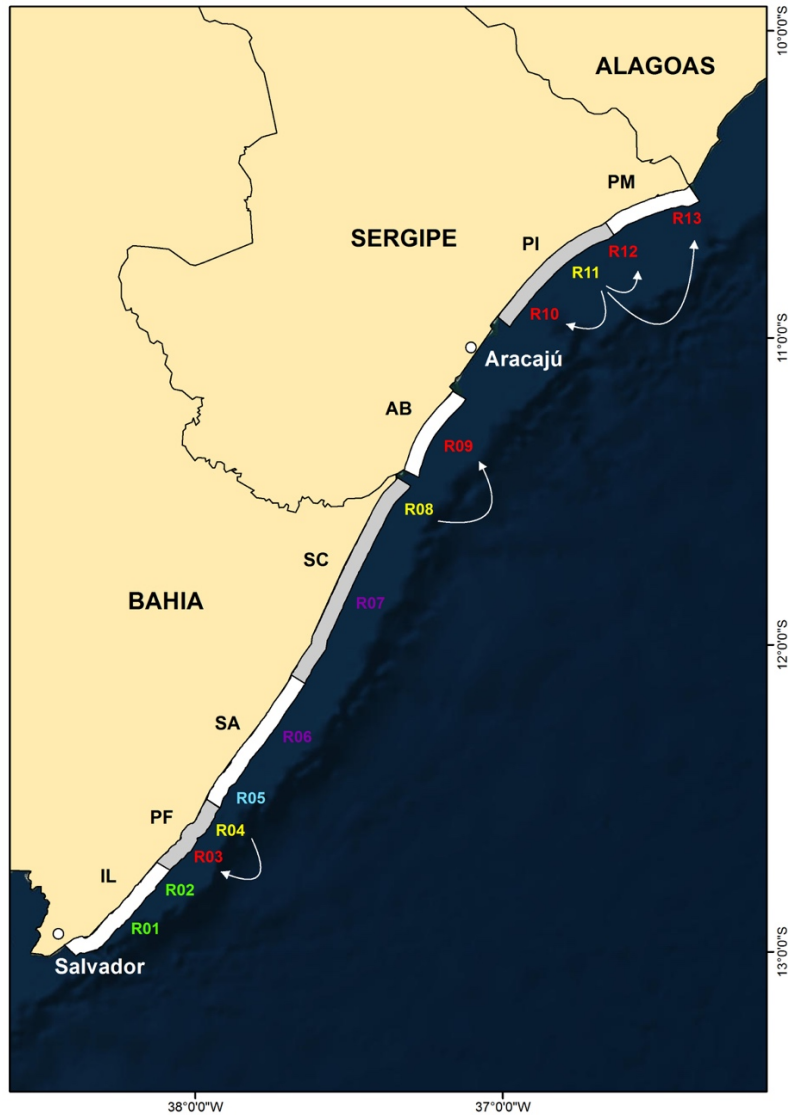 10°0'0"S
ALAGOAS
PM
R13
SERGIPE
PI
R12
R11
R10
11°0'0"S
Aracajú
AB
R09
R08
SC
BAHIA
R07
12°0'0"S
SA
R06
R05
PF
R04
R03
IL
R02
R01
13°0'0"S
Salvador
38°0'0"W
37°0'0"W